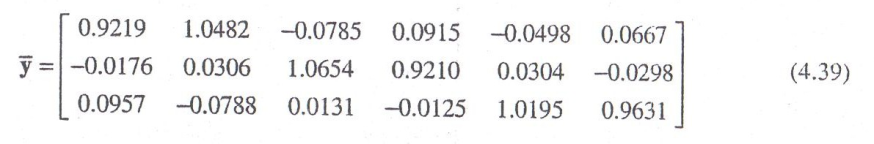 0.9219 1.0482 –0.0785 0.0915 –0.0498 0.0667
ȳ = –0.0176 0.0306 1.0654 0.9210 0.0304 –0.0298 (4.39)
0.0957 –0.0788 0.0131 –0.0125 1.0195 0.9631